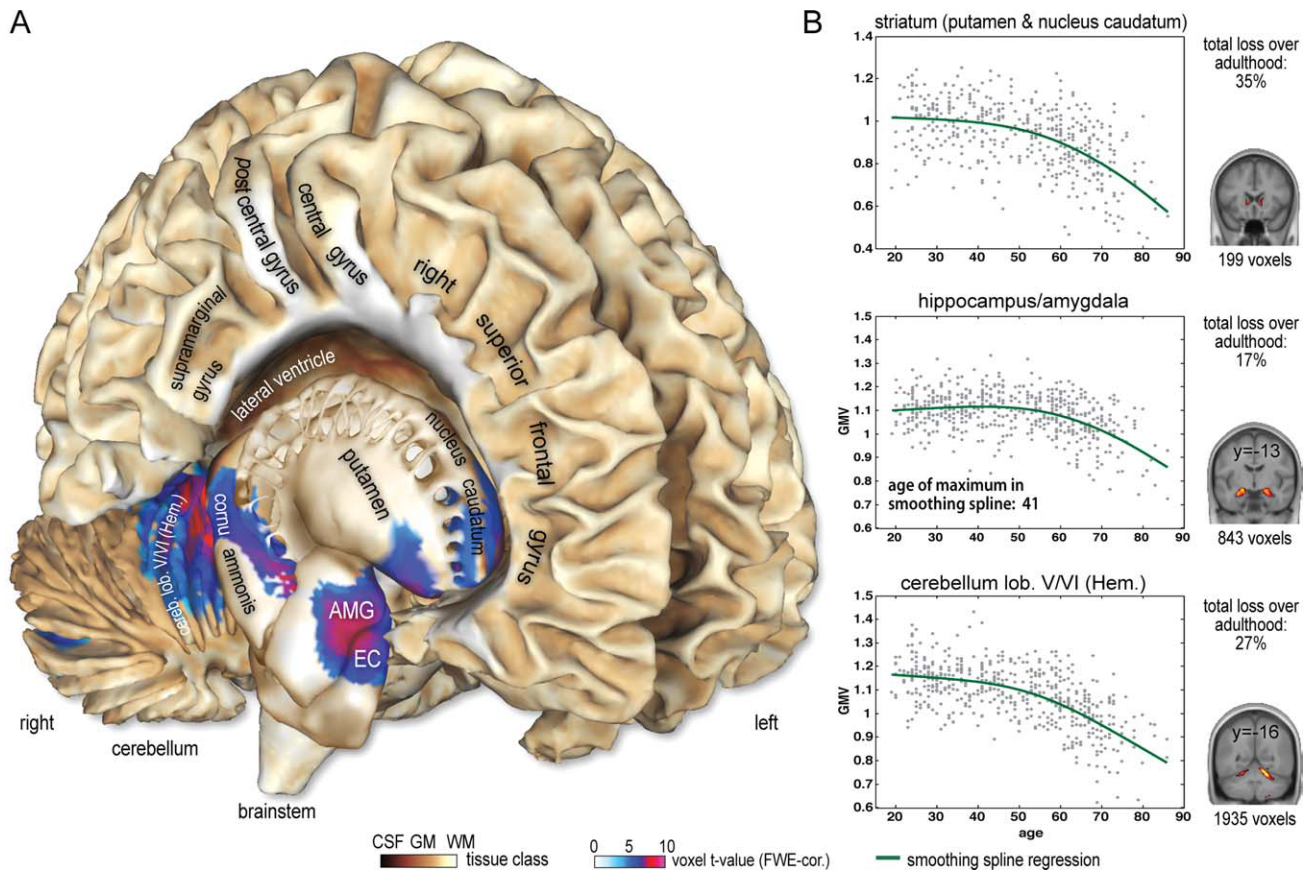 A
post central gyrus
central gyrus
supramarginal
gyrus
right
superior
frontal
gyrus
lateral ventricle
nucleus
caudatum
putamen
cornu
ammonis
cereb. lob. V/VI (Hem.)
AMG
EC
right
cerebellum
brainstem
left
CSF GM WM
tissue class
0 5 10
voxel t-value (FWE-cor.)
B
striatum (putamen & nucleus caudatum)
1.4
1.2
1
0.8
0.6
0.4
20 30 40 50 60 70 80 90
total loss over
adulthood:
35%
199 voxels
hippocampus/amygdala
1.5
1.4
1.3
1.2
1.1
1
0.9
0.8
0.7
0.6
GMV
age of maximum in
smoothing spline: 41
20 30 40 50 60 70 80 90
total loss over
adulthood:
17%
y=-13
843 voxels
cerebellum lob. V/VI (Hem.)
1.5
1.4
1.3
1.2
1.1
1
0.9
0.8
0.7
0.6
GMV
20 30 40 50 60 70 80 90
age
total loss over
adulthood:
27%
y=-16
1935 voxels
smoothing spline regression